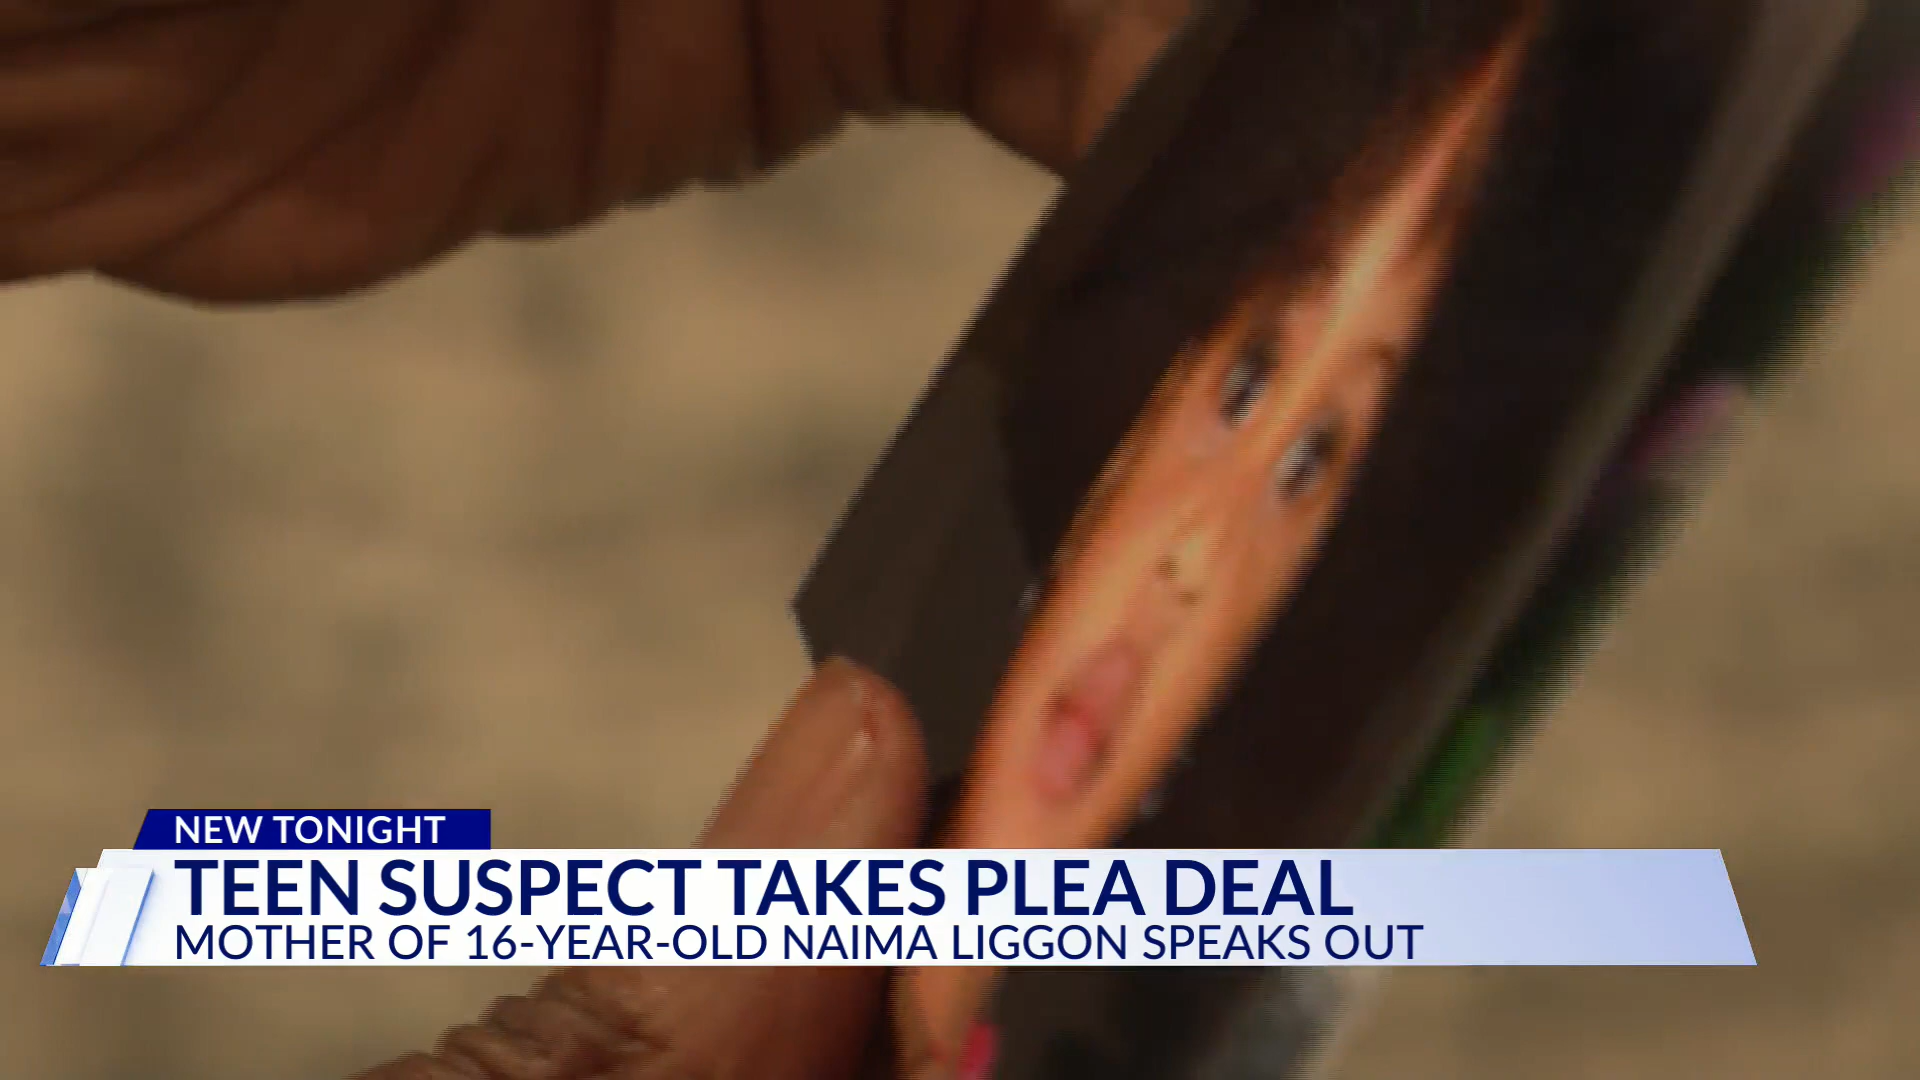 NEW TONIGHT
TEEN SUSPECT TAKES PLEA DEAL
MOTHER OF 16-YEAR-OLD NAIMA LIGGON SPEAKS OUT